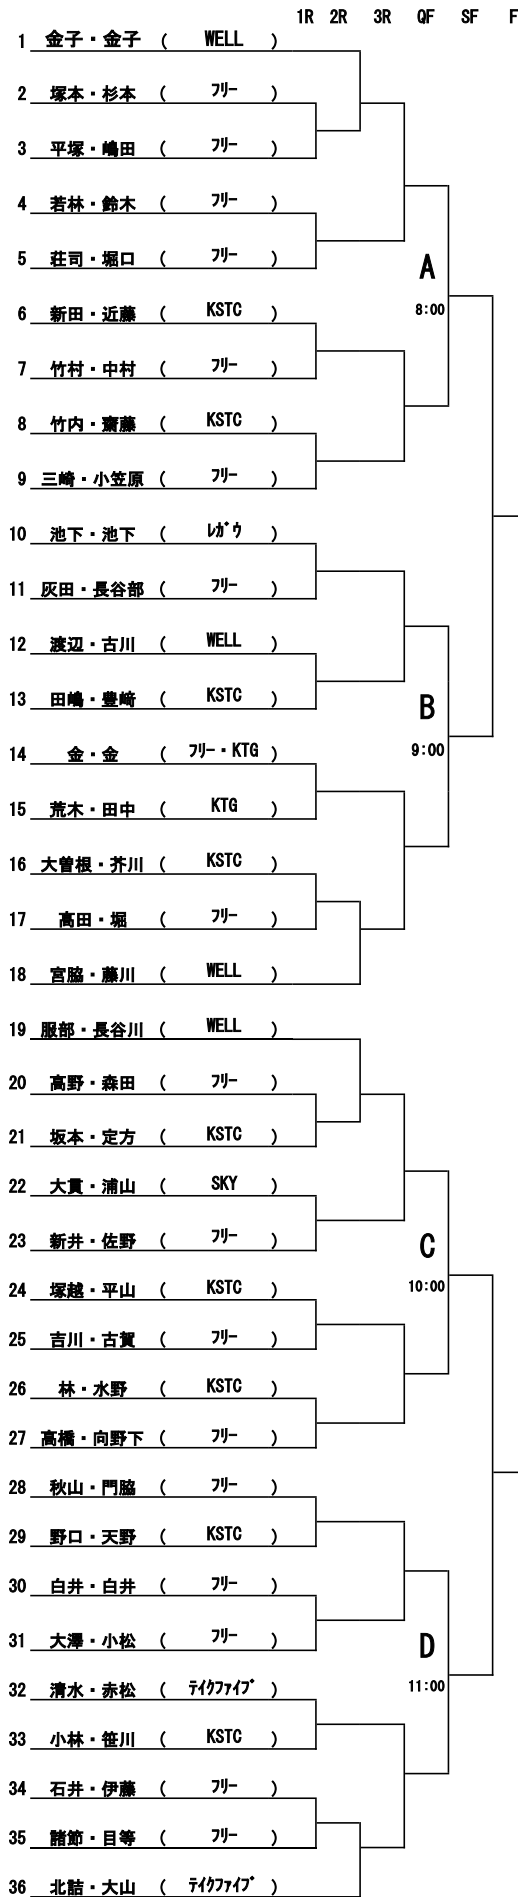 1R 2R 3R QF SF F
1 金子・金子 ( WELL )
2 塚本・杉本 ( ﾌﾘｰ )
3 平塚・嶋田 ( ﾌﾘｰ )
4 若林・鈴木 ( ﾌﾘｰ )
5 荘司・堀口 ( ﾌﾘｰ )
A
6 新田・近藤 ( KSTC )
8:00
7 竹村・中村 ( ﾌﾘｰ )
8 竹内・齋藤 ( KSTC )
9 三崎・小笠原 ( ﾌﾘｰ )
10 池下・池下 ( ﾚｶﾞｳ )
11 灰田・長谷部 ( ﾌﾘｰ )
12 渡辺・古川 ( WELL )
13 田嶋・豊﨑 ( KSTC )
B
14 金・金 ( ﾌﾘｰ・KTG )
9:00
15 荒木・田中 ( KTG )
16 大曽根・芥川 ( KSTC )
17 高田・堀 ( ﾌﾘｰ )
18 宮脇・藤川 ( WELL )
19 服部・長谷川 ( WELL )
20 高野・森田 ( ﾌﾘｰ )
21 坂本・定方 ( KSTC )
22 大貫・浦山 ( SKY )
23 新井・佐野 ( ﾌﾘｰ )
C
24 塚越・平山 ( KSTC )
10:00
25 吉川・古賀 ( ﾌﾘｰ )
26 林・水野 ( KSTC )
27 高橋・向野下 ( ﾌﾘｰ )
28 秋山・門脇 ( ﾌﾘｰ )
29 野口・天野 ( KSTC )
30 白井・白井 ( ﾌﾘｰ )
31 大澤・小松 ( ﾌﾘｰ )
D
32 清水・赤松 ( ﾃｲｸﾌｧｲﾌﾞ )
11:00
33 小林・笹川 ( KSTC )
34 石井・伊藤 ( ﾌﾘｰ )
35 諸節・目等 ( ﾌﾘｰ )
36 北詰・大山 ( ﾃｲｸﾌｧｲﾌﾞ )